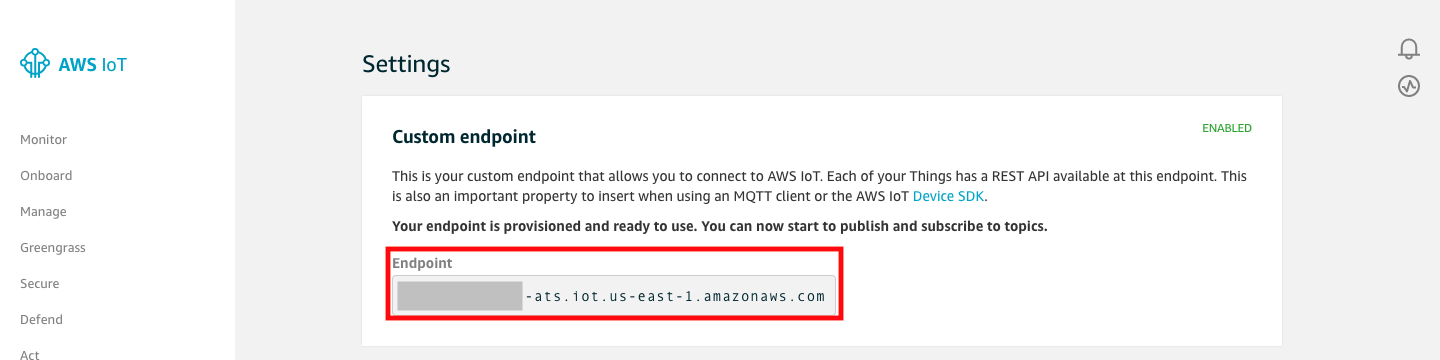 AWS IoT
Monitor
Onboard
Manage
Greengrass
Secure
Defend
Act
Settings
Custom endpoint
ENABLED
This is your custom endpoint that allows you to connect to AWS IoT. Each of your Things has a REST API available at this endpoint. This
is also an important property to insert when using an MQTT client or the AWS IoT Device SDK.
Your endpoint is provisioned and ready to use. You can now start to publish and subscribe to topics.
Endpoint
-ats.iot.us-east-1.amazonaws.com